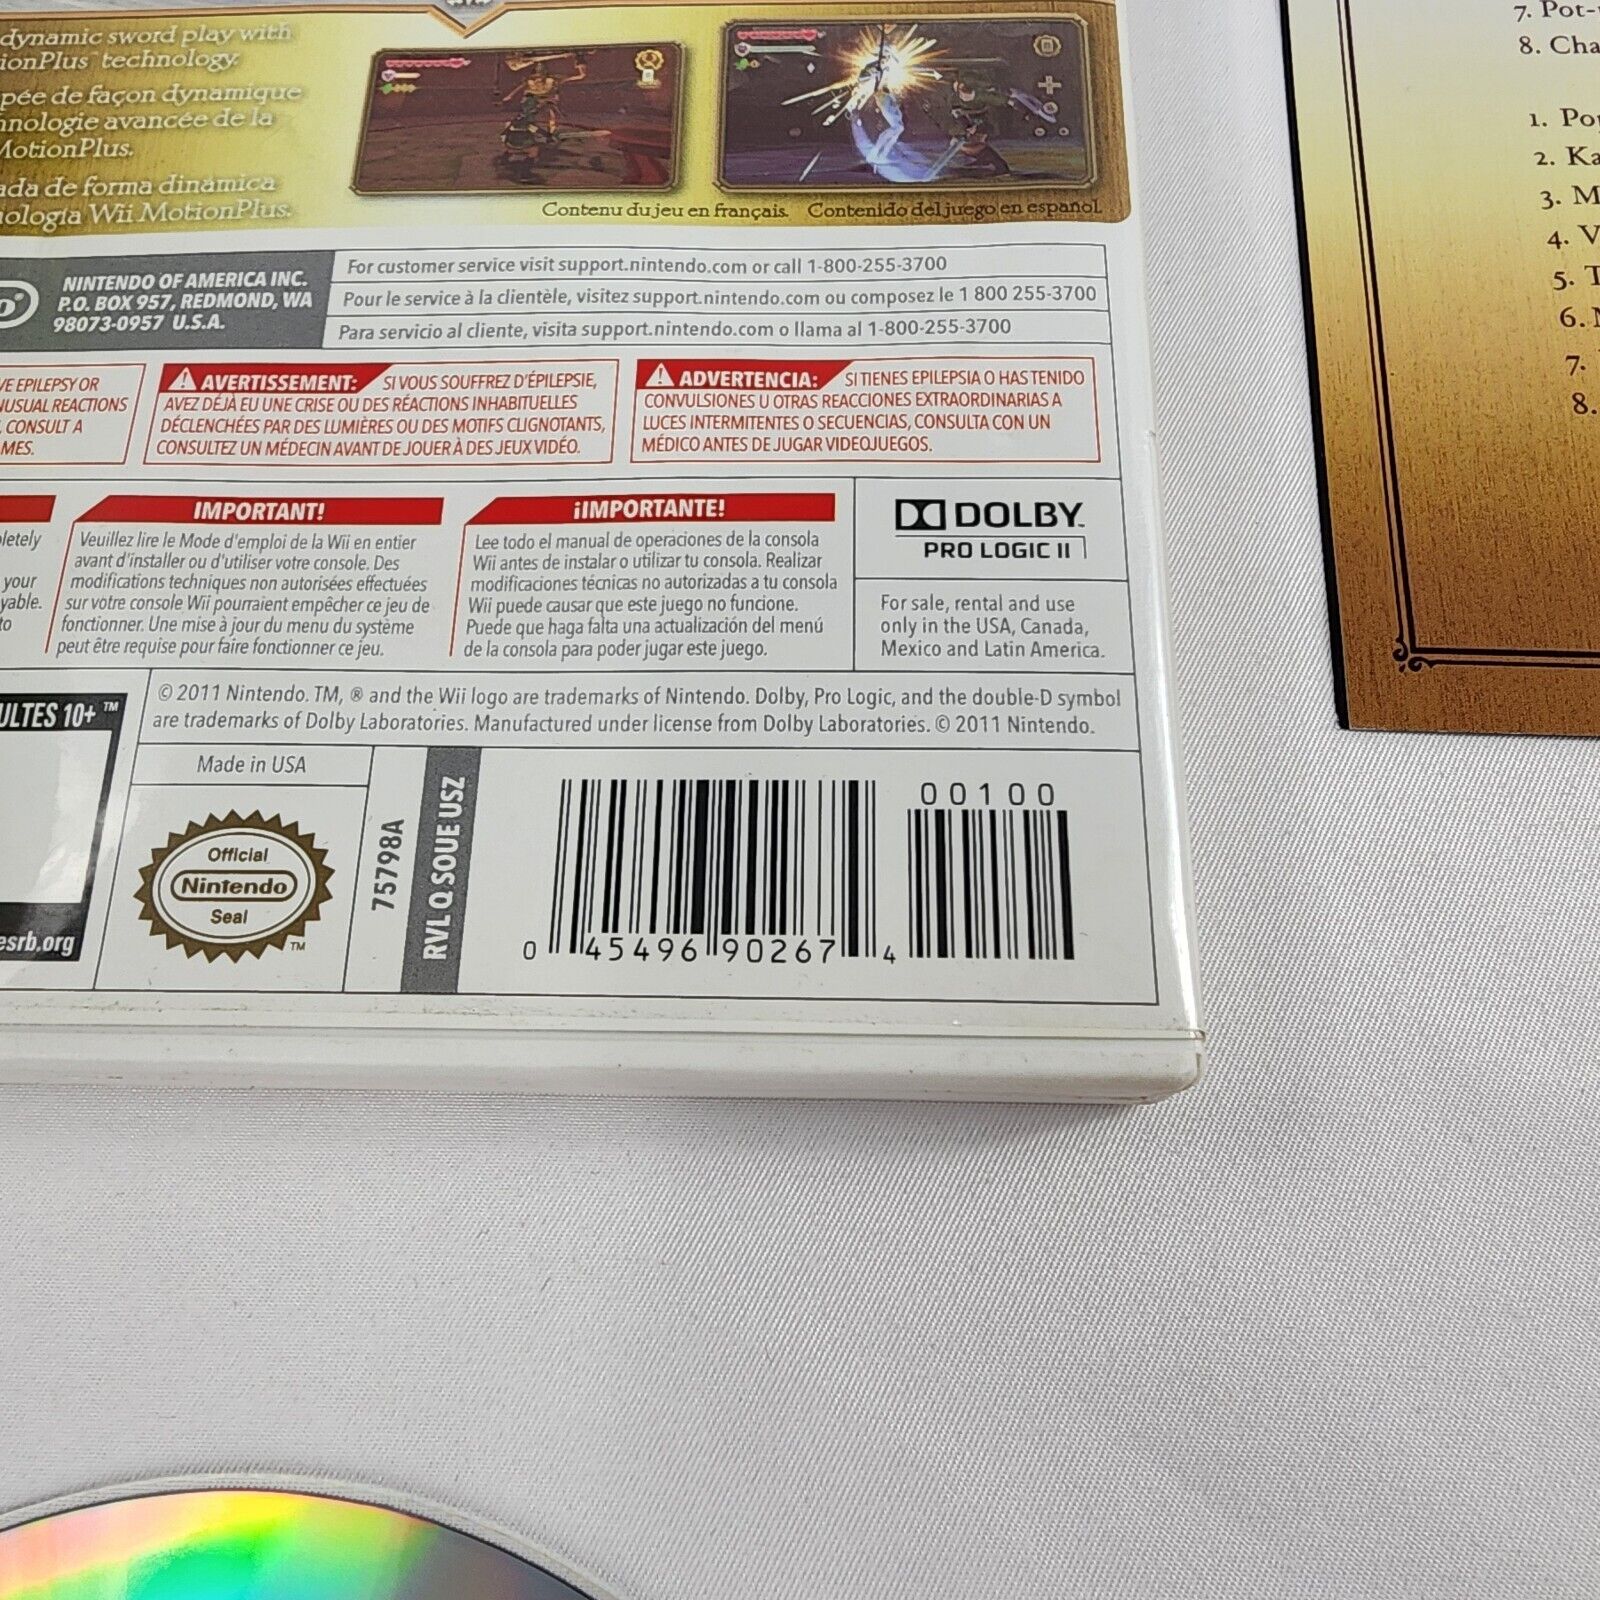 dynamic sword play with
ionPlus technology.
pée de façon dynamique
nologie avancée de la
MotionPlus.
ada de forma dinámica
ología Wii MotionPlus.
Contenu du jeu en français. Contenido del juego en español.
NINTENDO OF AMERICA INC.
P.O. BOX 957, REDMOND, WA
98073-0957 U.S.A.
For customer service visit support.nintendo.com or call 1-800-255-3700
Pour le service à la clientèle, visitez support.nintendo.com ou composez le 1 800 255-3700
Para servicio al cliente, visita support.nintendo.com o llama al 1-800-255-3700
VE EPILEPSY OR
NUSUAL REACTIONS
CONSULT A
MES.
AVERTISSEMENT: SI VOUS SOUFFREZ D'ÉPILEPSIE,
AVEZ DÉJÀ EU UNE CRISE OU DES RÉACTIONS INHABITUELLES
DÉCLENCHÉES PAR DES LUMIÈRES OU DES MOTIFS CLIGNOTANTS,
CONSULTEZ UN MÉDECIN AVANT DE JOUER À DES JEUX VIDÉO.
ADVERTENCIA: SI TIENES EPILEPSIA O HAS TENIDO
CONVULSIONES U OTRAS REACCIONES EXTRAORDINARIAS A
LUCES INTERMITENTES O SECUENCIAS, CONSULTA CON UN
MÉDICO ANTES DE JUGAR VIDEOJUEGOS.
letely
your
yable.
to
IMPORTANT!
Veuillez lire le Mode d'emploi de la Wii en entier
avant d'installer ou d'utiliser votre console. Des
modifications techniques non autorisées effectuées
sur votre console Wii pourraient empêcher ce jeu de
fonctionner. Une mise à jour du menu du système
peut être requise pour faire fonctionner ce jeu.
¡IMPORTANTE!
Lee todo el manual de operaciones de la consola
Wii antes de instalar o utilizar tu consola. Realizar
modificaciones técnicas no autorizadas a tu consola
Wii puede causar que este juego no funcione.
Puede que haga falta una actualización del menú
de la consola para poder jugar este juego.
DOLBY
PRO LOGIC II
For sale, rental and use
only in the USA, Canada,
Mexico and Latin America.
ULTES 10+ ™
esrb.org
© 2011 Nintendo. TM, ® and the Wii logo are trademarks of Nintendo. Dolby, Pro Logic, and the double-D symbol
are trademarks of Dolby Laboratories. Manufactured under license from Dolby Laboratories. © 2011 Nintendo.
Made in USA
Official
Nintendo
Seal
™
75798A
RVL Q SOUE USZ
00100
0 45496 90267 4
7. Pot-
8. Cha
1. Po
2. Ka
3. M
4. V
5. T
6.
7.
8.